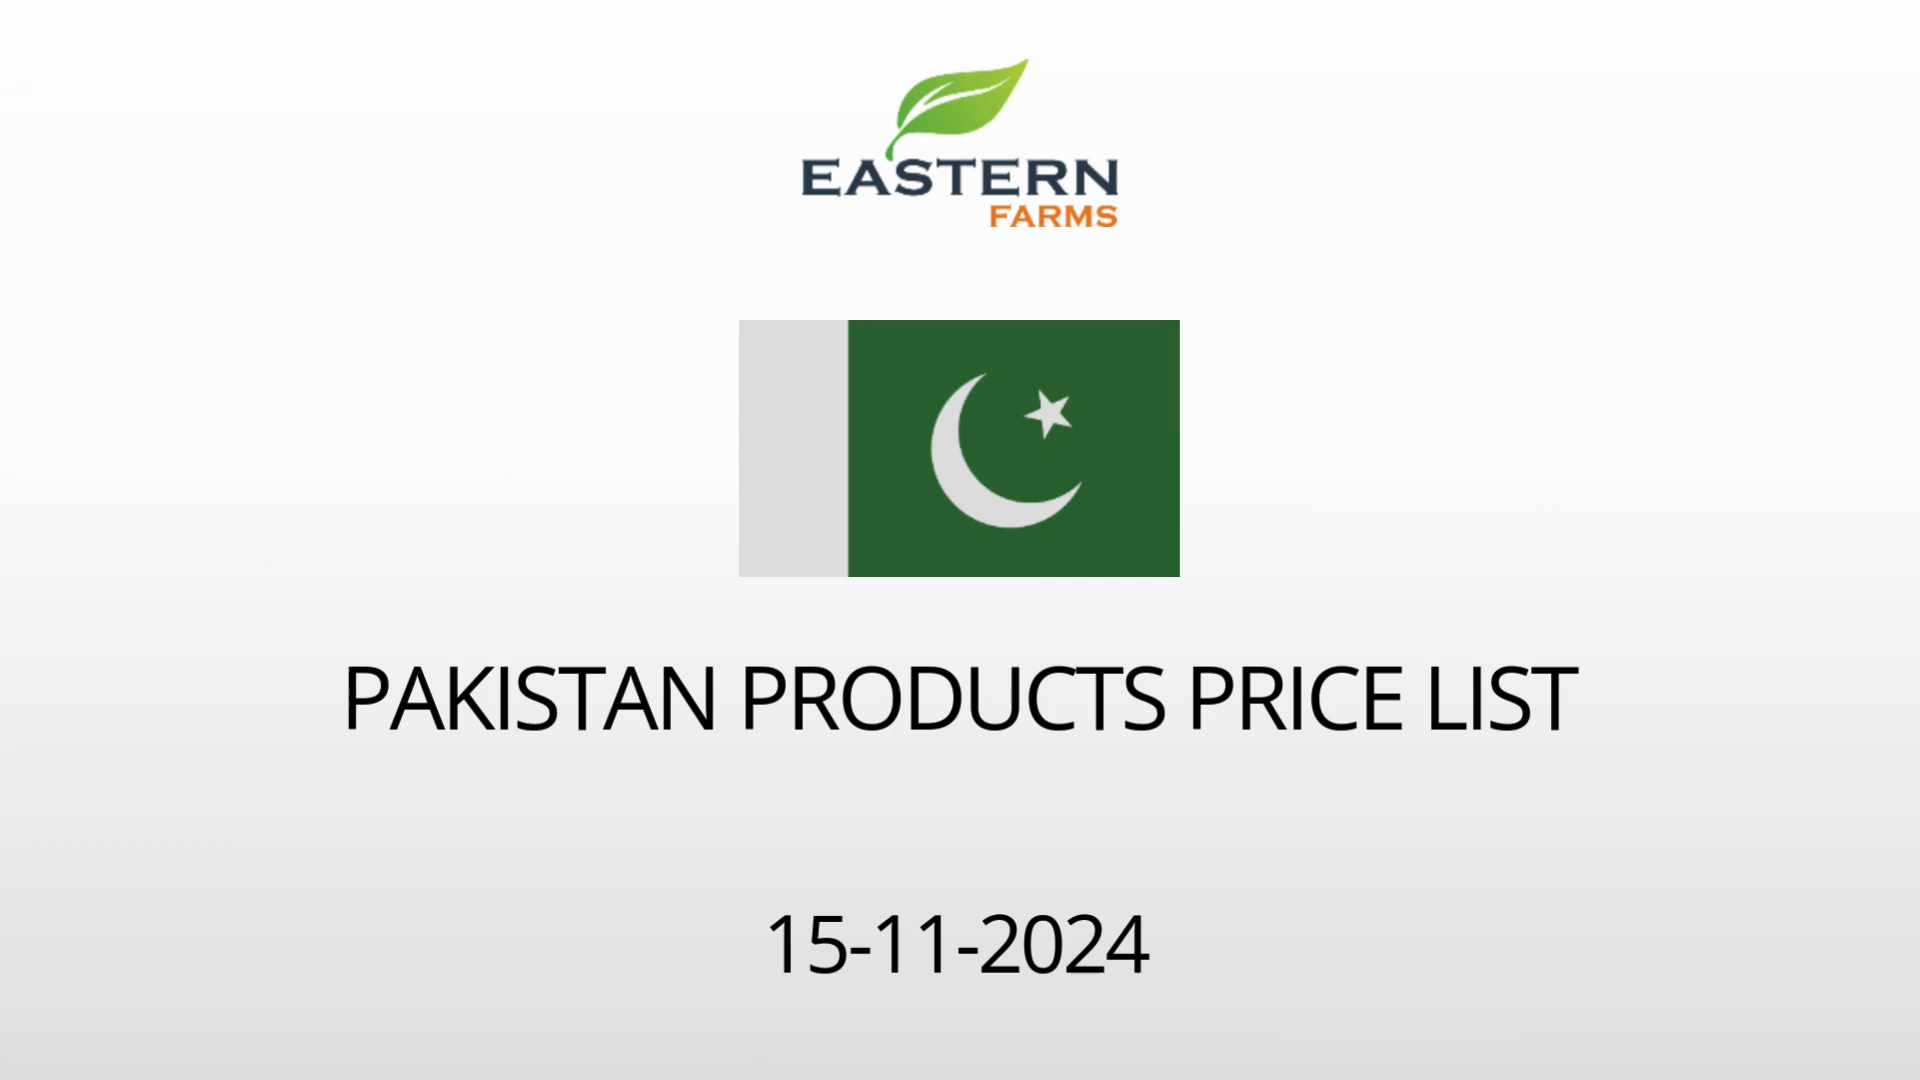 EASTERN
FARMS
PAKISTAN PRODUCTS PRICE LIST
15-11-2024